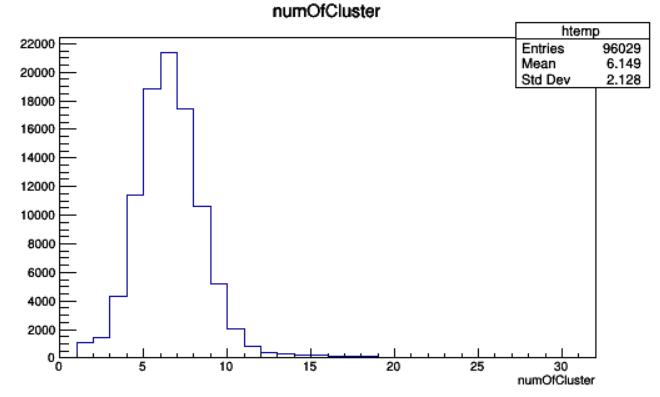 numOfCluster
htemp
Entries 96029
Mean 6.149
Std Dev 2.128
22000
20000
18000
16000
14000
12000
10000
8000
6000
4000
2000
0
0 5 10 15 20 25 30
numOfCluster